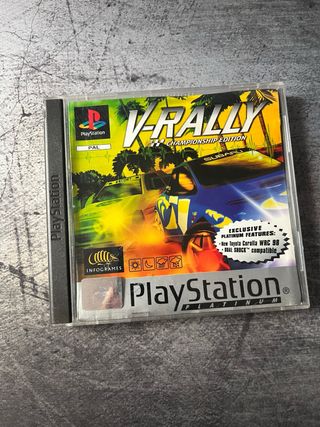 PlayStation
PlayStation
PAL
V-RALLY
CHAMPIONSHIP EDITION
SUBARU
EXCLUSIVE
PLATINUM FEATURES:
• New Toyota Corolla WRC 98
• DUAL SHOCK™ compatible
INFOGRAMES
PlayStation®
PLATINUM